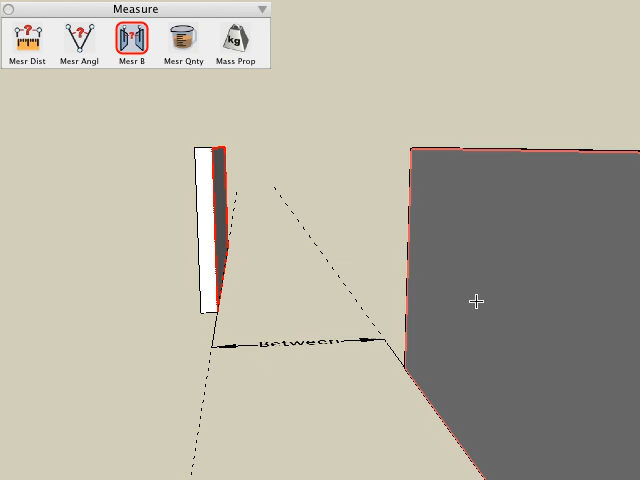 Measure
Mesr Dist Mesr Angl Mesr B Mesr Qnty Mass Prop
? ? ? kg
Between